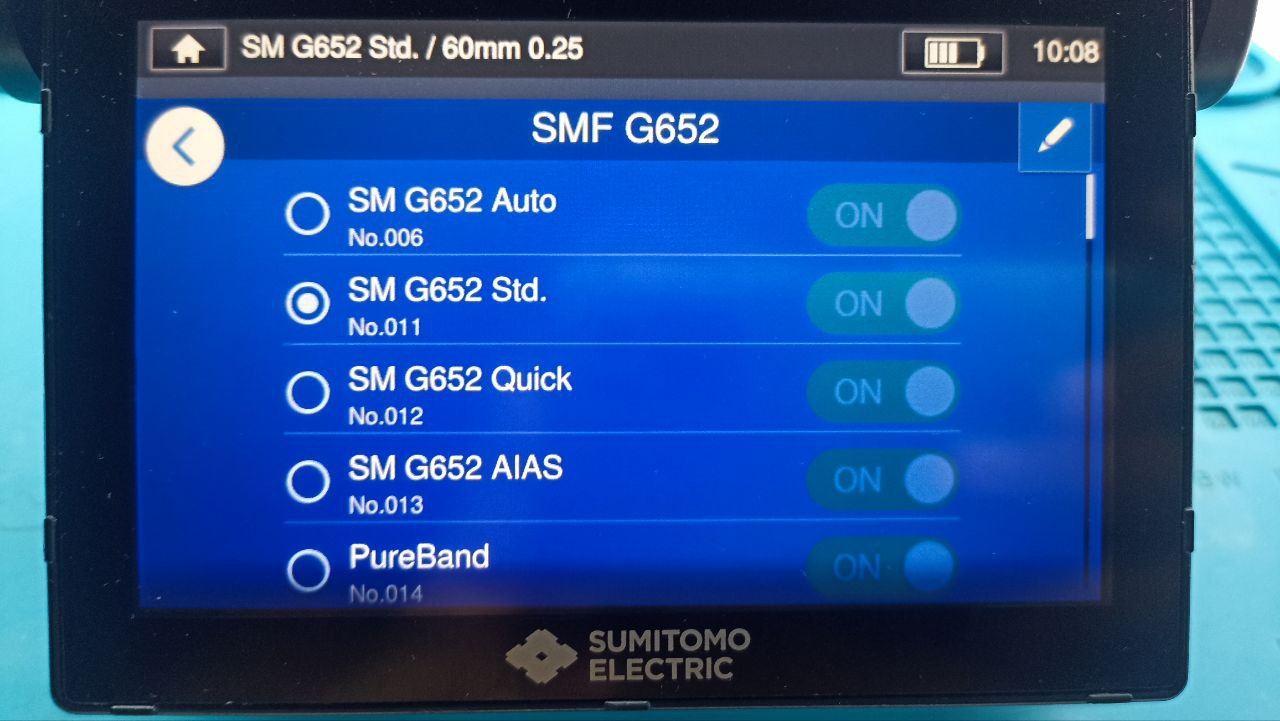 SM G652 Std. / 60mm 0.25
10:08
SMF G652
SM G652 Auto
ON
No.006
SM G652 Std.
ON
No.011
SM G652 Quick
ON
No.012
SM G652 AIAS
ON
No.013
PureBand
ON
No.014
SUMITOMO
ELECTRIC